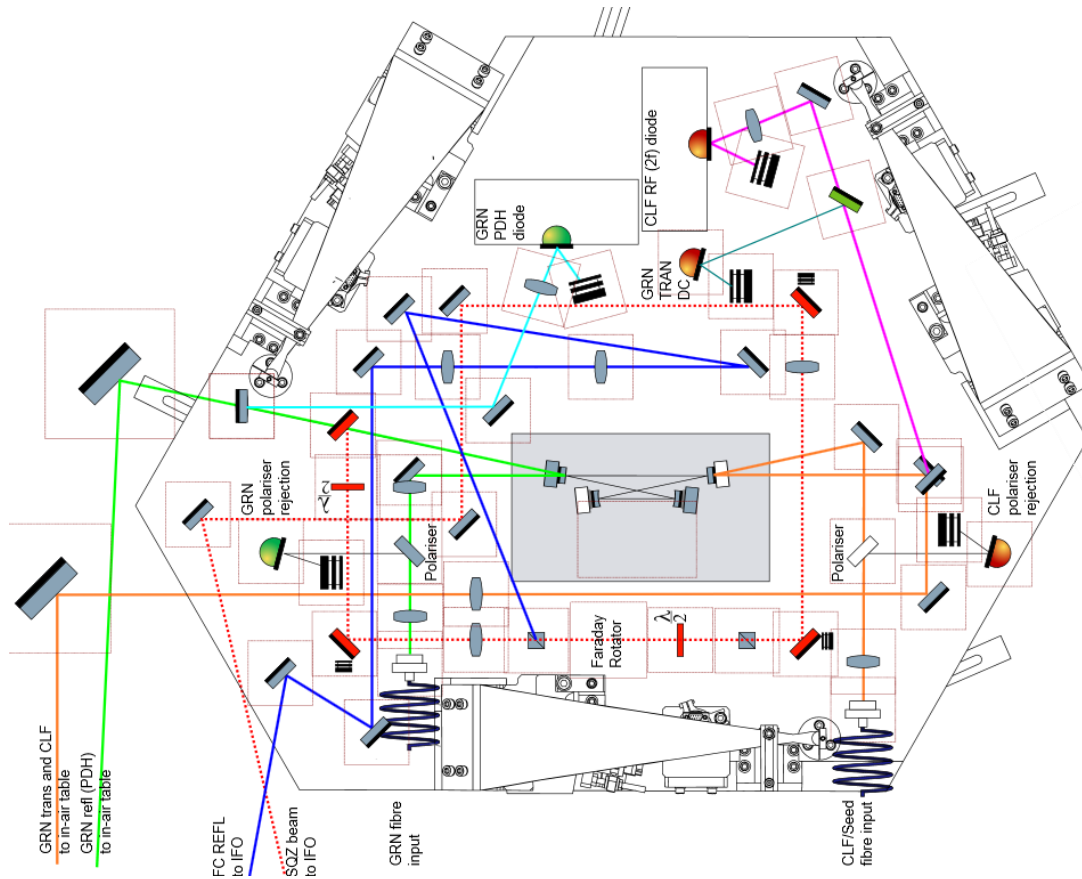 CLF RF (2f) diode
GRN
PDH
diode
GRN
TRAN
DC
GRN
polariser
rejection
λ
2
Polariser
CLF
polariser
rejection
Polariser
Faraday
Rotator
λ
2
GRN trans and CLF
to in-air table
GRN refl (PDH)
to in-air table
FC REFL
to IFO
SQZ beam
to IFO
GRN fibre
input
CLF/Seed
fibre input